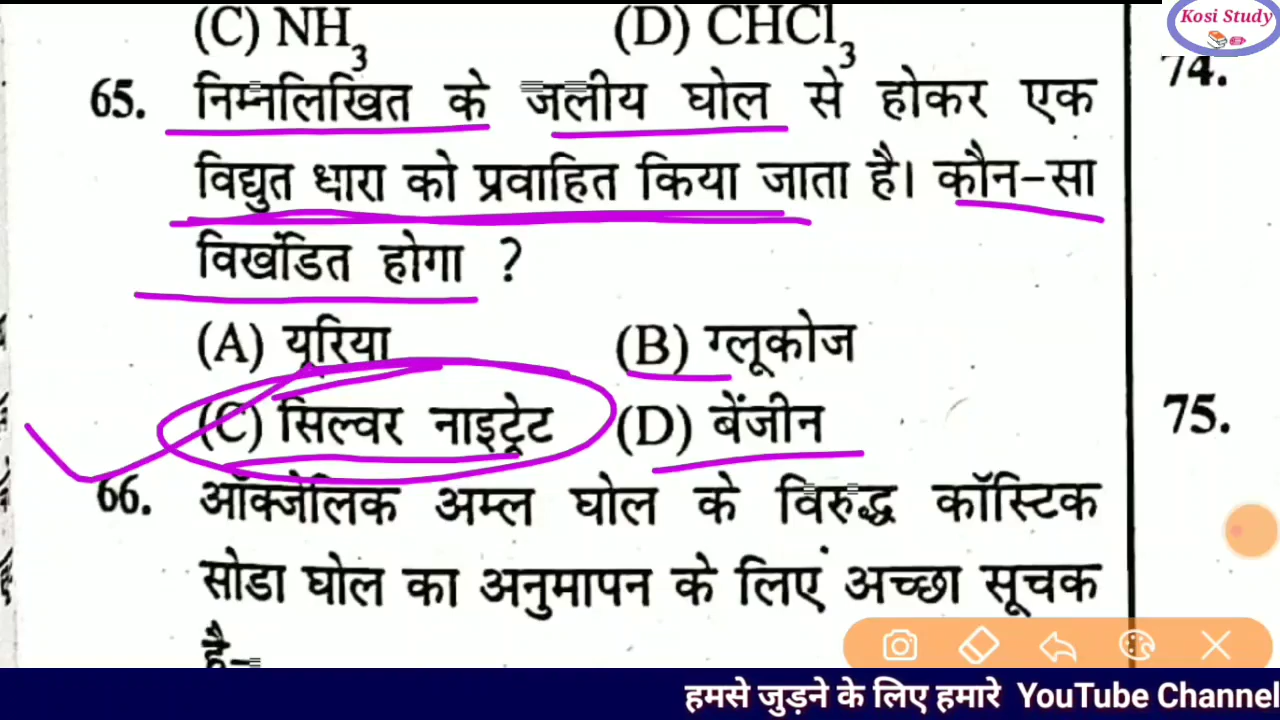 Kosi Study
(C) NH₃ (D) CHCl₃
74.
65. निम्नलिखित के जलीय घोल से होकर एक
विद्युत धारा को प्रवाहित किया जाता है। कौन-सा
विखंडित होगा ?
(A) यूरिया (B) ग्लूकोज
(C) सिल्वर नाइट्रेट (D) बेंजीन
75.
66. ऑक्जेलिक अम्ल घोल के विरुद्ध कॉस्टिक
सोडा घोल का अनुमापन के लिए अच्छा सूचक
है–
हमसे जुड़ने के लिए हमारे YouTube Channel